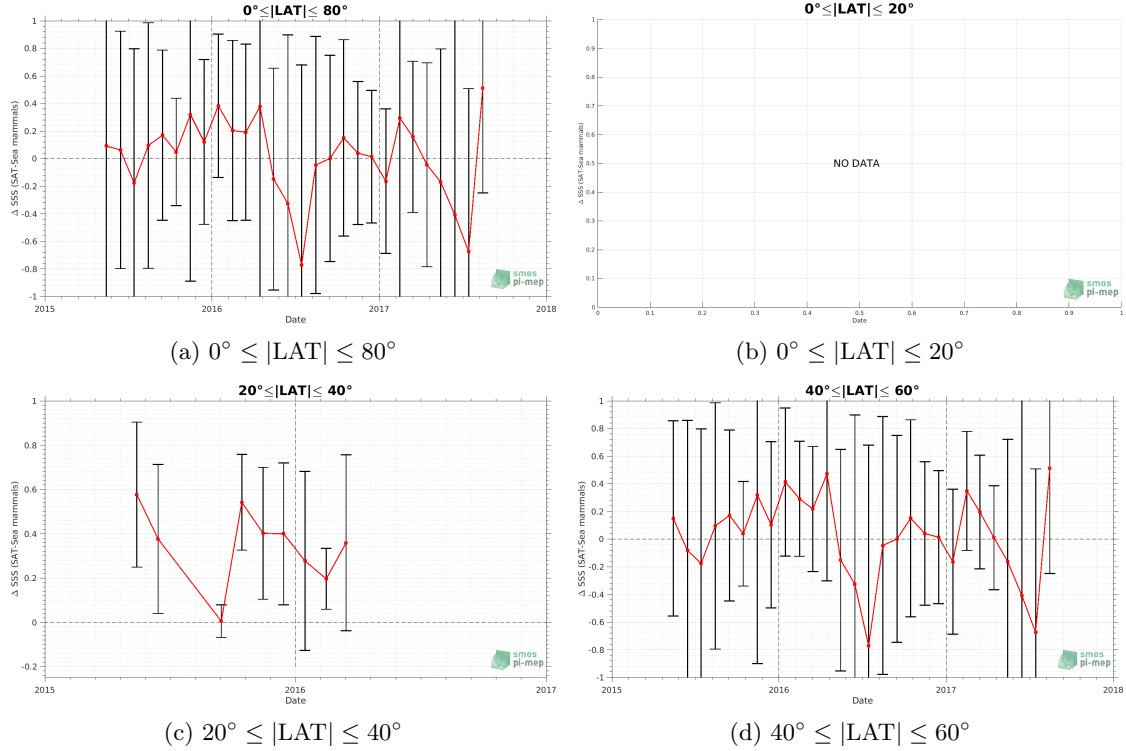 0°≤|LAT|≤ 80°
1
0.8
0.6
0.4
0.2
0
-0.2
-0.4
-0.6
-0.8
-1
Δ SSS (SAT-Sea mammals)
2015
2016
2017
2018
Date
smos
pi-mep
(a) 0° ≤ |LAT| ≤ 80°
0°≤|LAT|≤ 20°
1
0.9
0.8
0.7
0.6
0.5
0.4
0.3
0.2
0.1
0
Δ SSS (SAT-Sea mammals)
NO DATA
0
0.1
0.2
0.3
0.4
0.5
0.6
0.7
0.8
0.9
1
Date
smos
pi-mep
(b) 0° ≤ |LAT| ≤ 20°
20°≤|LAT|≤ 40°
1
0.8
0.6
0.4
0.2
0
-0.2
Δ SSS (SAT-Sea mammals)
2015
2016
2017
Date
smos
pi-mep
(c) 20° ≤ |LAT| ≤ 40°
40°≤|LAT|≤ 60°
1
0.8
0.6
0.4
0.2
0
-0.2
-0.4
-0.6
-0.8
-1
Δ SSS (SAT-Sea mammals)
2015
2016
2017
2018
Date
smos
pi-mep
(d) 40° ≤ |LAT| ≤ 60°